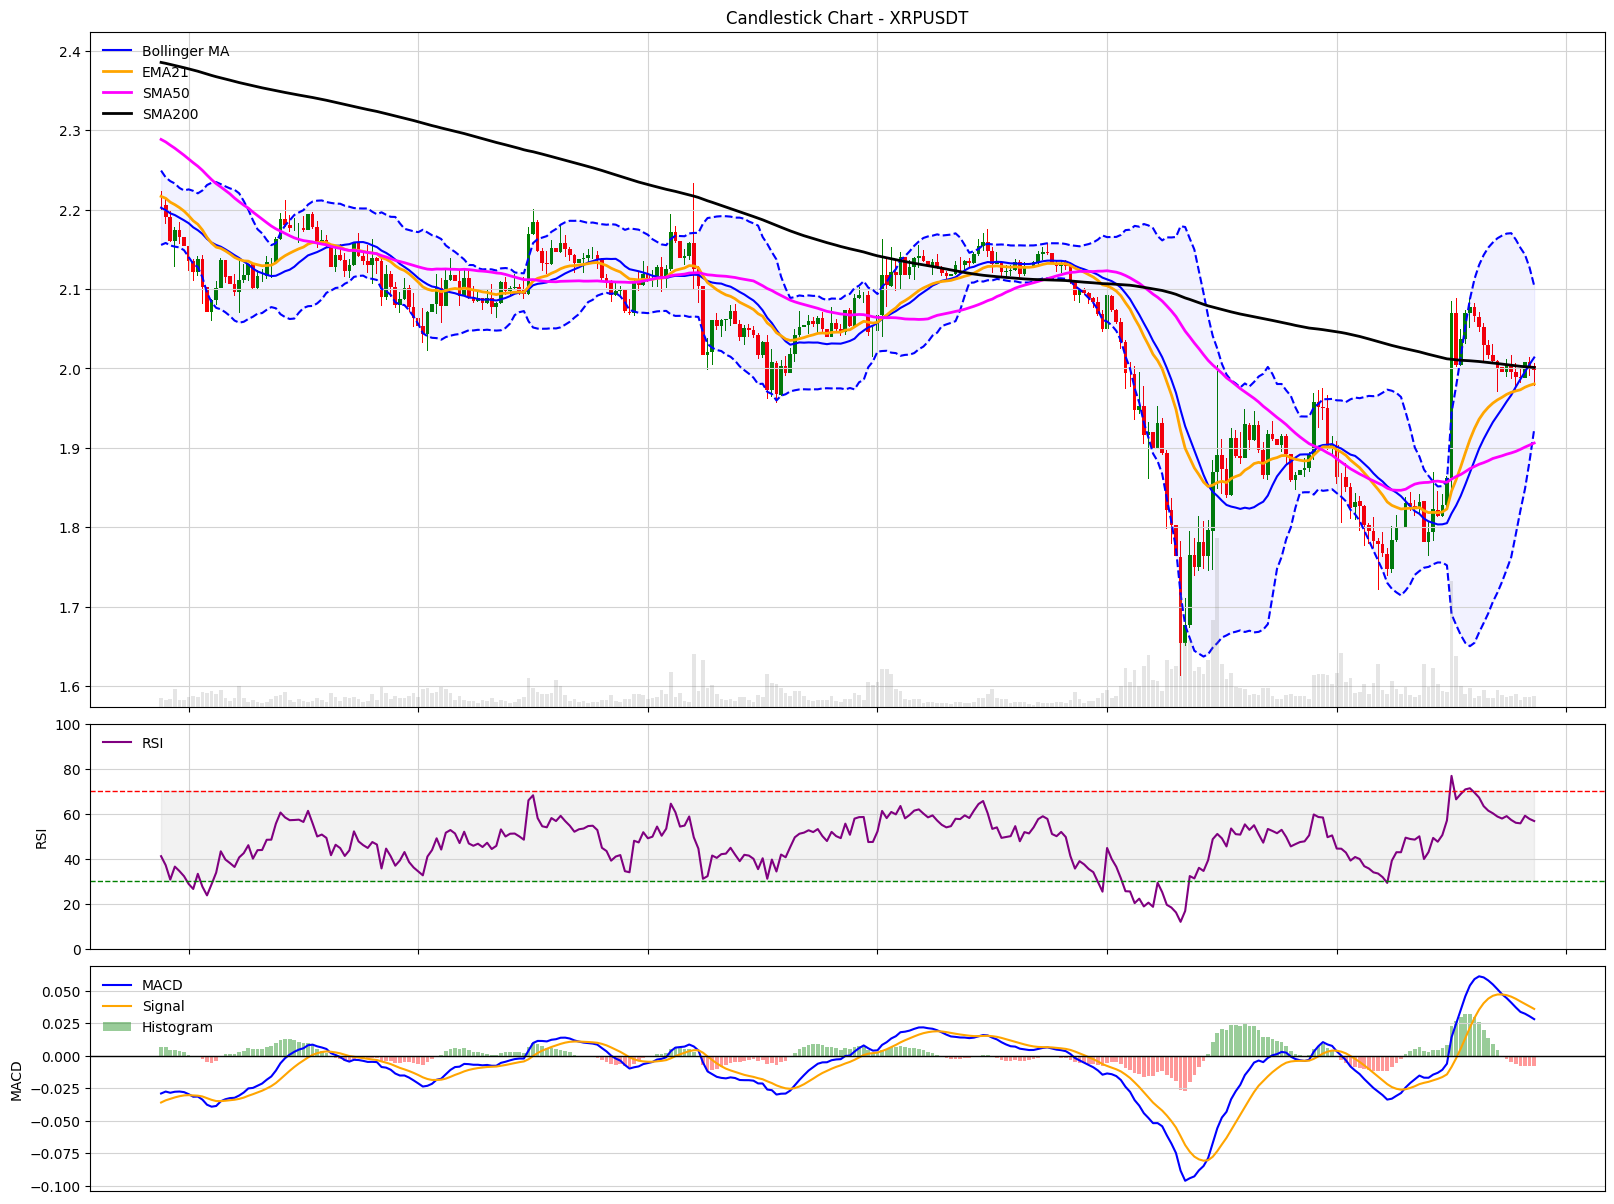 Candlestick Chart - XRPUSDT
Bollinger MA
EMA21
SMA50
SMA200
2.4
2.3
2.2
2.1
2.0
1.9
1.8
1.7
1.6
RSI
RSI
100
80
60
40
20
0
MACD
Signal
Histogram
MACD
0.050
0.025
0.000
−0.025
−0.050
−0.075
−0.100